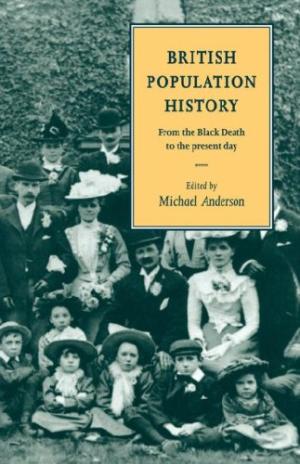 BRITISH
POPULATION
HISTORY
From the Black Death
to the present day
Edited by
Michael Anderson